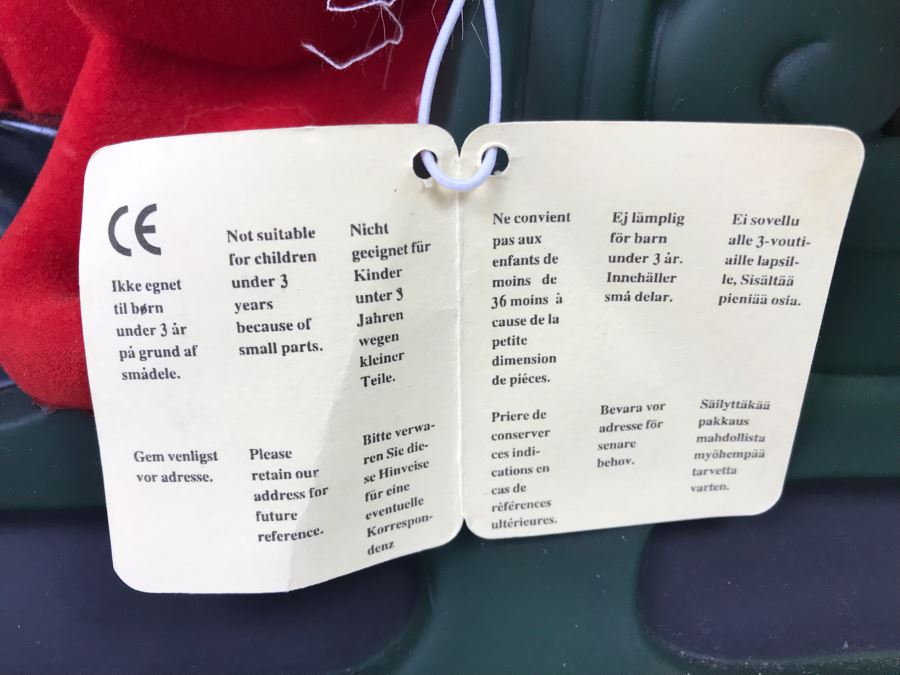 CE
Ikke egnet
til børn
under 3 år
på grund af
smådele.
Not suitable
for children
under 3
years
because of
small parts.
Nicht
geeignet für
Kinder
unter 3
Jahren
wegen
kleiner
Teile.
Ne convient
pas aux
enfants de
moins de
36 moins à
cause de la
petite
dimension
de piéces.
Ej lämplig
för barn
under 3 år.
Innehäller
små delar.
Ei sovellu
alle 3-vouti-
aille lapsil-
le, Sisältää
pieniää osia.
Gem venligst
vor adresse.
Please
retain our
address for
future
reference.
Bitte verwa-
ren Sie die-
se Hinveise
für eine
eventuelle
Korrespon-
denz
Priere de
conserver
ces indi-
cations en
cas de
rèférences
ultérieures.
Bevara vor
adresse för
senare
behov.
Säilyttäkää
pakkaus
mahdollista
myöhempää
tarvetta
varten.